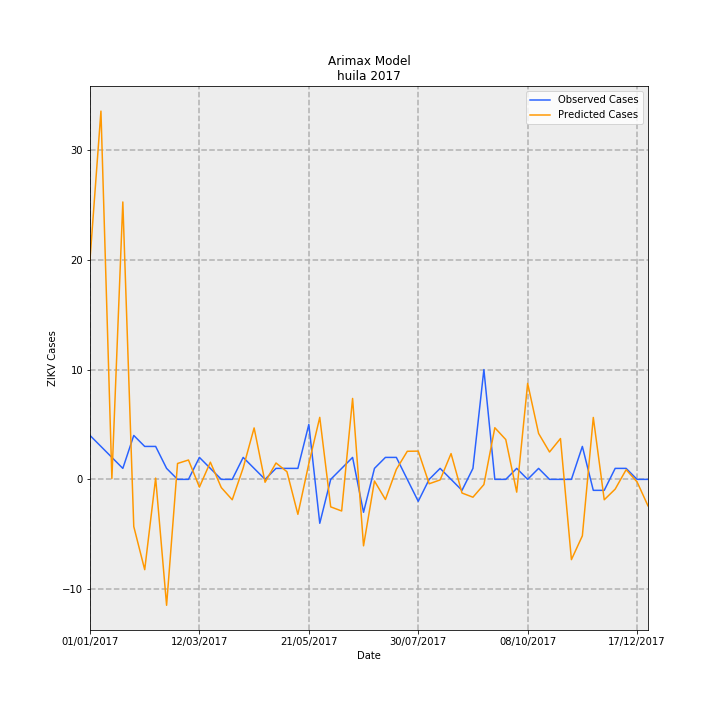 Arimax Model
huila 2017
Observed Cases
Predicted Cases
30
20
10
0
−10
ZIKV Cases
01/01/2017
12/03/2017
21/05/2017
30/07/2017
08/10/2017
17/12/2017
Date